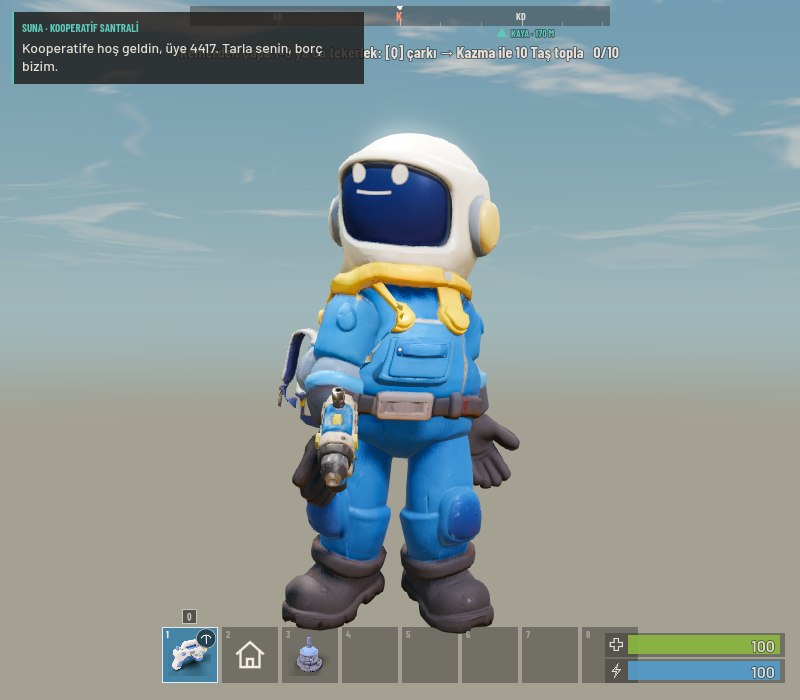 KB
K
KD
SUNA · KOOPERATİF SANTRALİ
KAYA · 170 M
Kooperatife hoş geldin, üye 4417. Tarla senin, borç
bizim.
tekerlek: [Q] çarkı → Kazma ile 10 Taş topla 0/10
Q
1
2
3
4
5
6
7
8
100
100